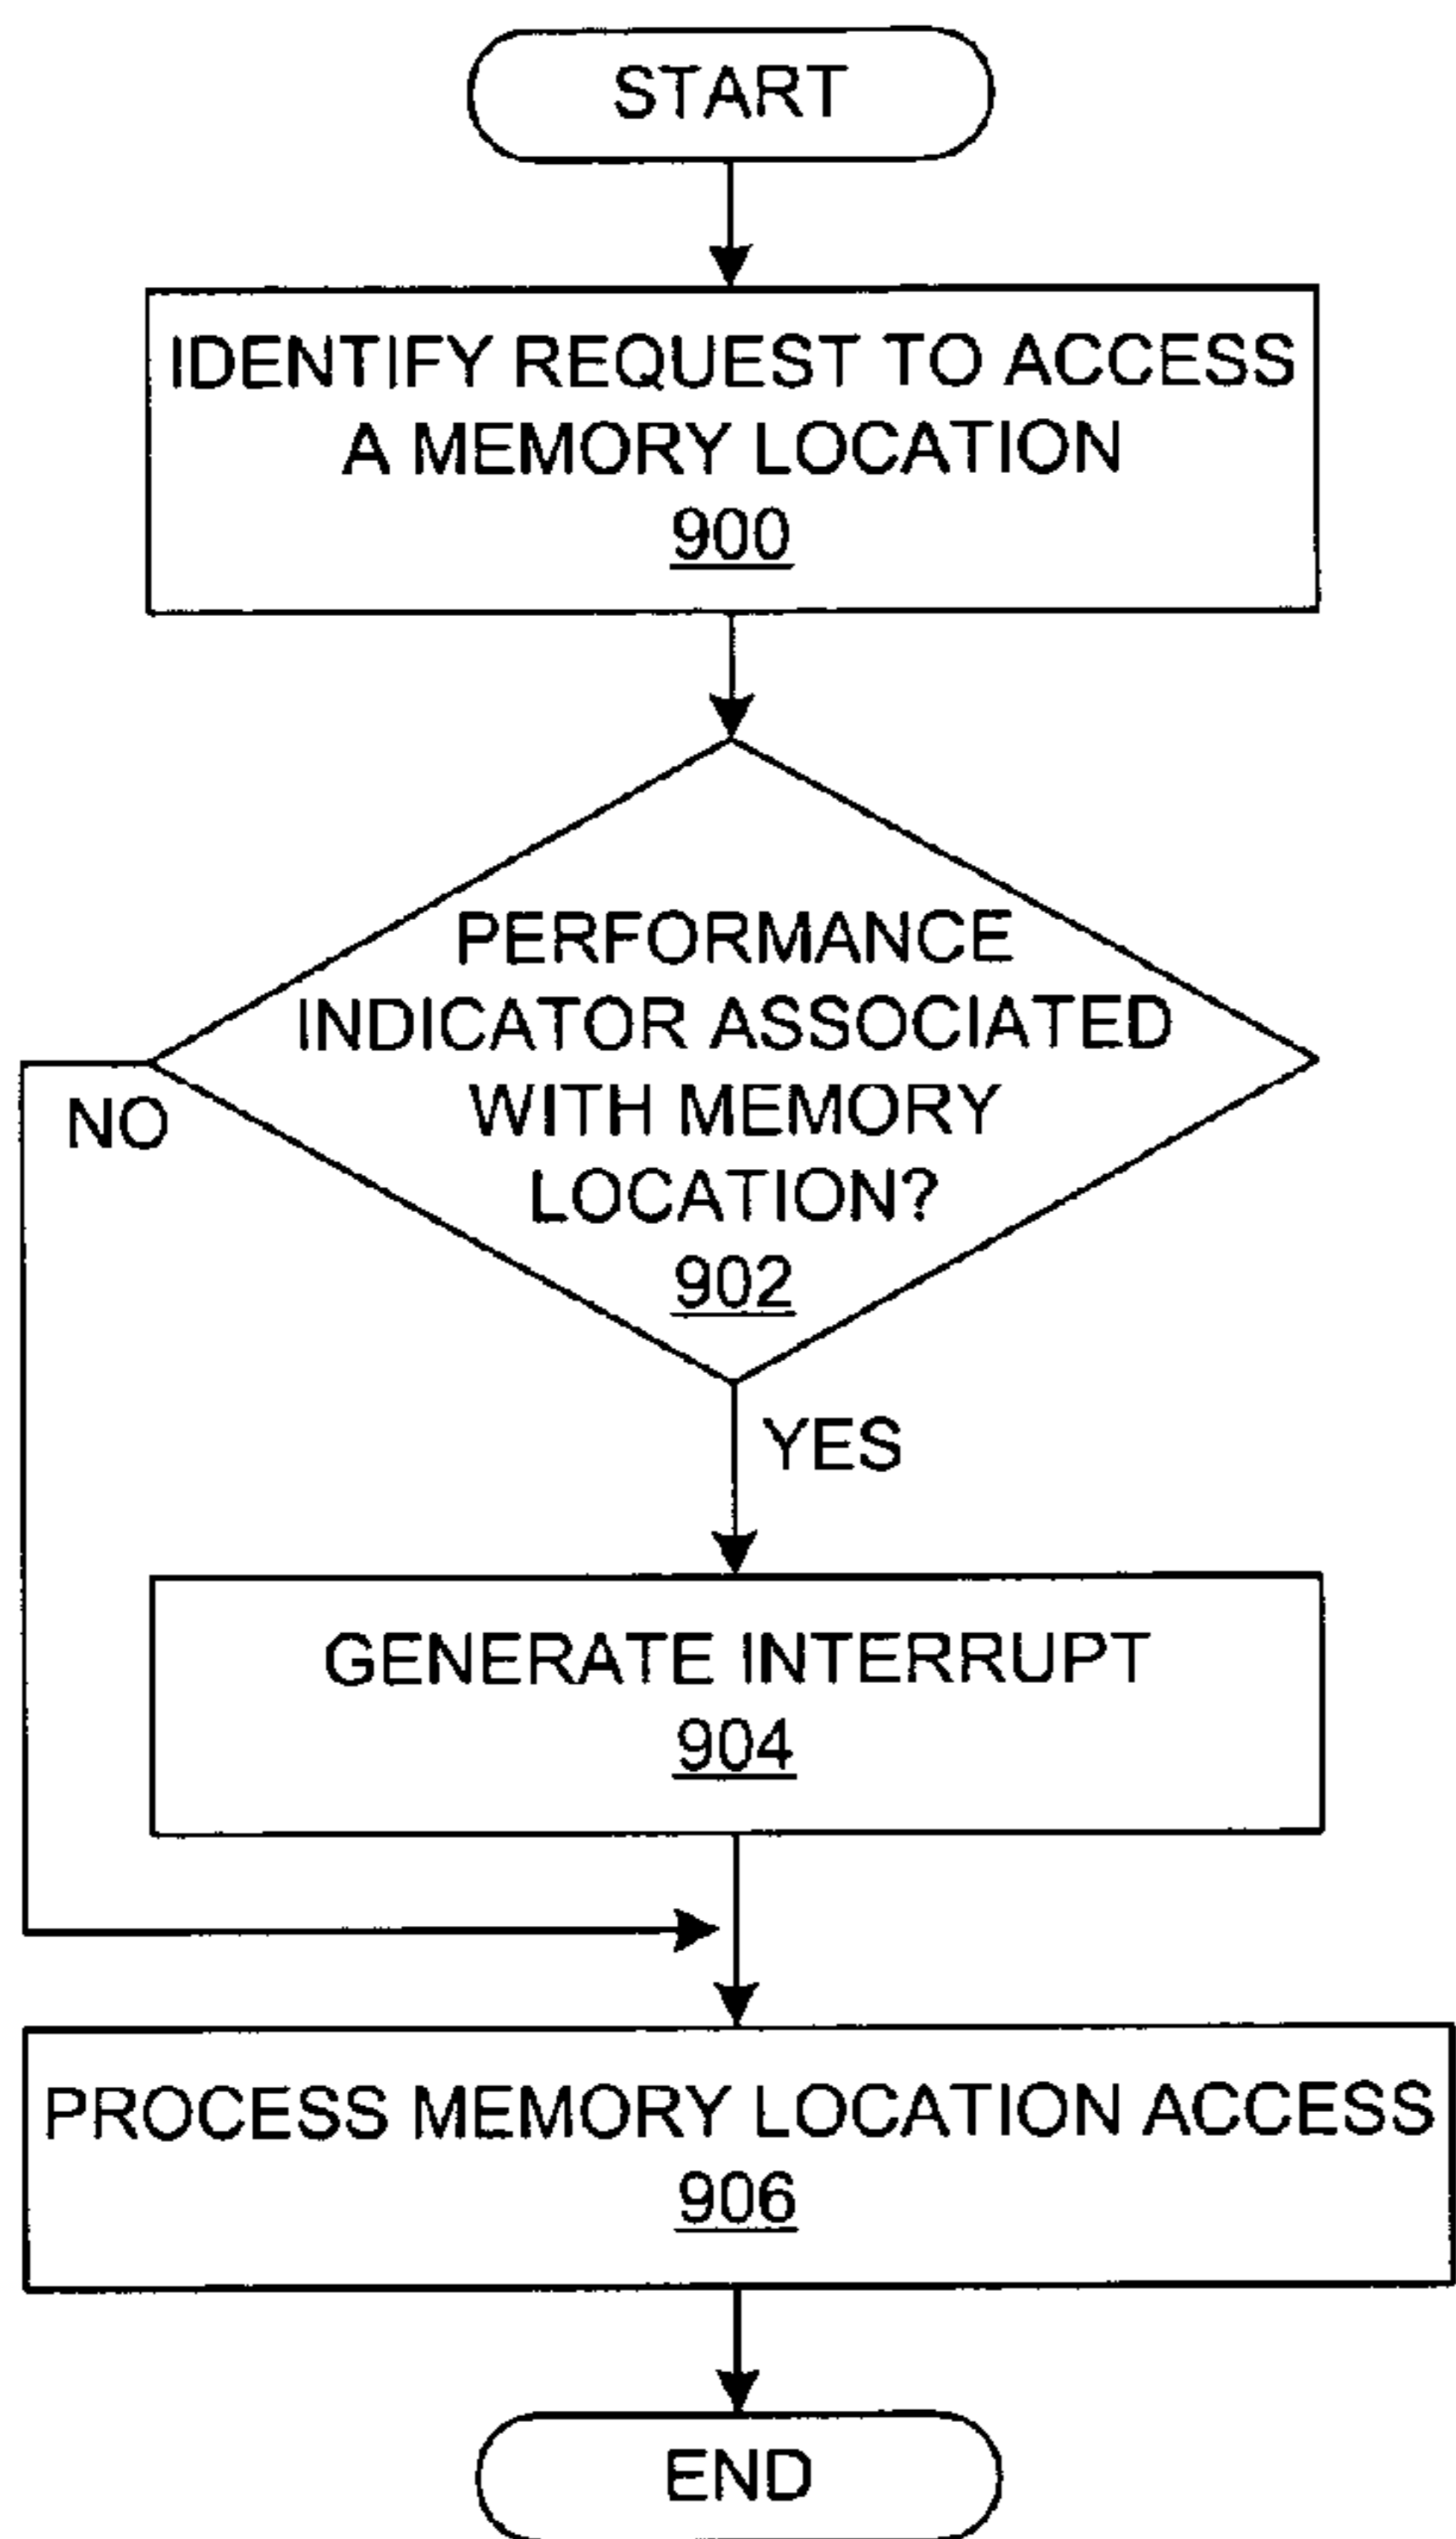 START
IDENTIFY REQUEST TO ACCESS
A MEMORY LOCATION
900
PERFORMANCE
INDICATOR ASSOCIATED
WITH MEMORY
LOCATION?
902
NO
YES
GENERATE INTERRUPT
904
PROCESS MEMORY LOCATION ACCESS
906
END